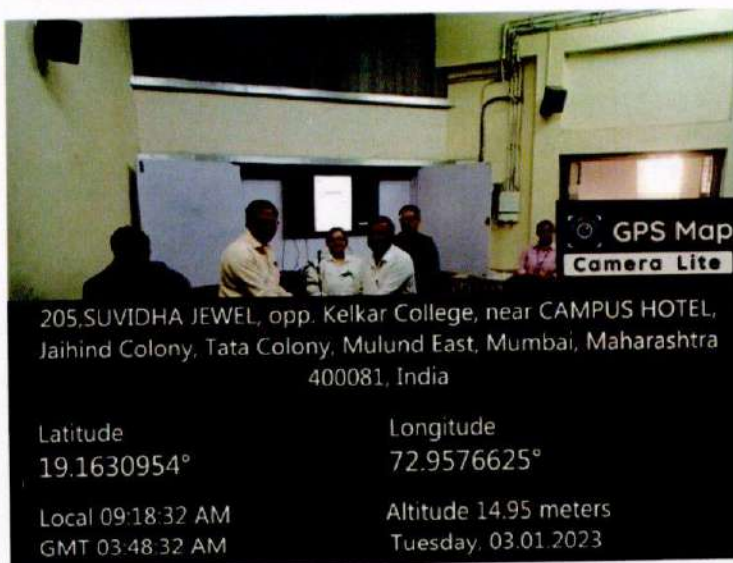 GPS Map
Camera Lite
205,SUVIDHA JEWEL, opp. Kelkar College, near CAMPUS HOTEL,
Jaihind Colony, Tata Colony, Mulund East, Mumbai, Maharashtra
400081, India
Latitude
19.1630954°
Longitude
72.9576625°
Local 09:18:32 AM
GMT 03:48:32 AM
Altitude 14.95 meters
Tuesday, 03.01.2023